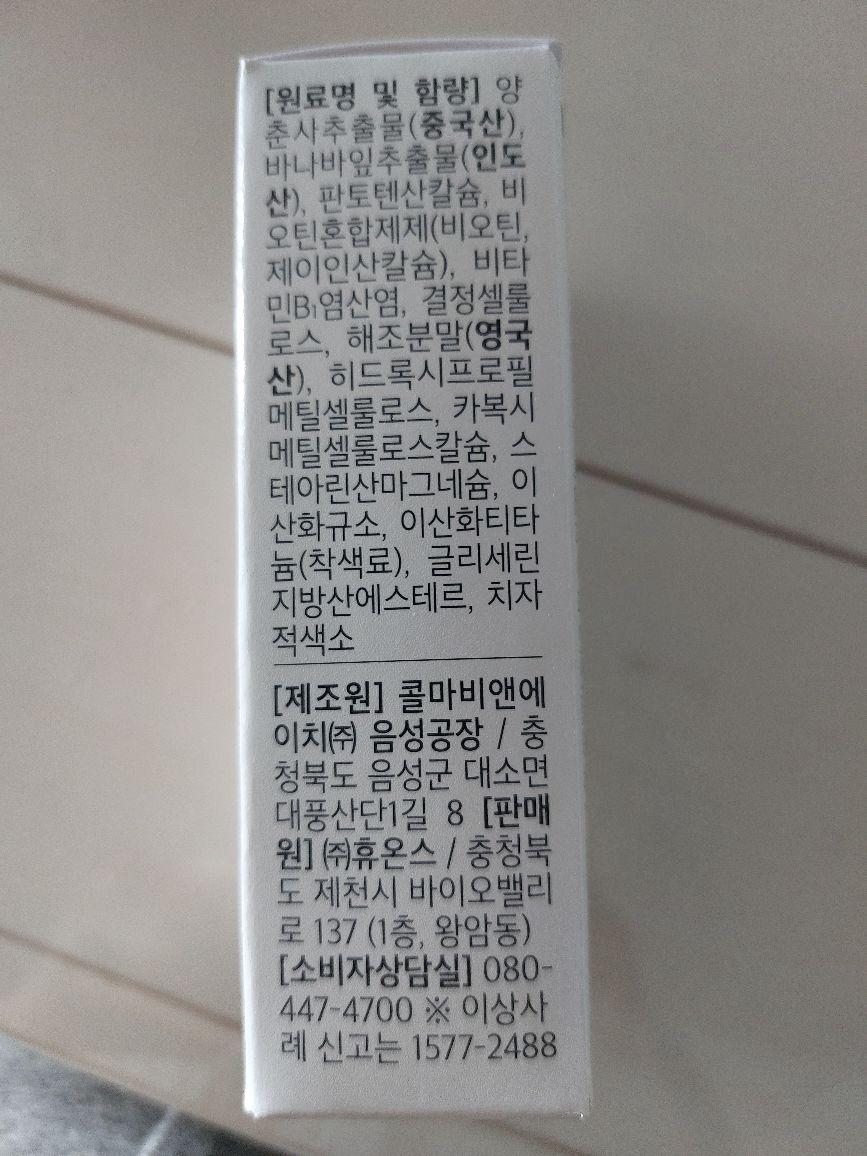 [원료명 및 함량] 양
춘사추출물(중국산),
바나바잎추출물(인도
산), 판토텐산칼슘, 비
오틴혼합제제(비오틴,
제이인산칼슘), 비타
민B₁염산염, 결정셀룰
로스, 해조분말(영국
산), 히드록시프로필
메틸셀룰로스, 카복시
메틸셀룰로스칼슘, 스
테아린산마그네슘, 이
산화규소, 이산화티타
늄(착색료), 글리세린
지방산에스테르, 치자
적색소
[제조원] 콜마비앤에
이치㈜ 음성공장 / 충
청북도 음성군 대소면
대풍산단1길 8 [판매
원] ㈜휴온스 / 충청북
도 제천시 바이오밸리
로 137 (1층, 왕암동)
[소비자상담실] 080-
447-4700 ※ 이상사
례 신고는 1577-2488